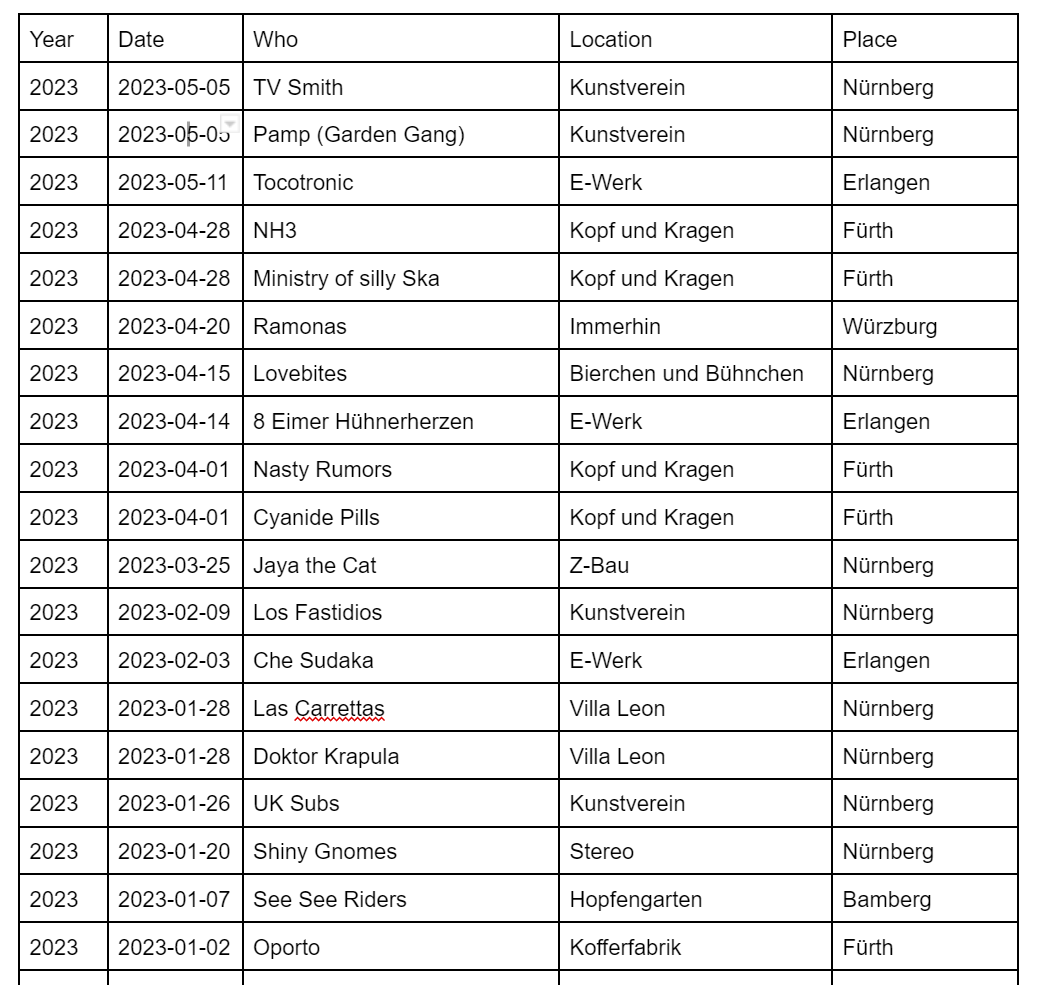 Year Date Who Location Place
2023 2023-05-05 TV Smith Kunstverein Nürnberg
2023 2023-05-05 Pamp (Garden Gang) Kunstverein Nürnberg
2023 2023-05-11 Tocotronic E-Werk Erlangen
2023 2023-04-28 NH3 Kopf und Kragen Fürth
2023 2023-04-28 Ministry of silly Ska Kopf und Kragen Fürth
2023 2023-04-20 Ramonas Immerhin Würzburg
2023 2023-04-15 Lovebites Bierchen und Bühnchen Nürnberg
2023 2023-04-14 8 Eimer Hühnerherzen E-Werk Erlangen
2023 2023-04-01 Nasty Rumors Kopf und Kragen Fürth
2023 2023-04-01 Cyanide Pills Kopf und Kragen Fürth
2023 2023-03-25 Jaya the Cat Z-Bau Nürnberg
2023 2023-02-09 Los Fastidios Kunstverein Nürnberg
2023 2023-02-03 Che Sudaka E-Werk Erlangen
2023 2023-01-28 Las Carrettas Villa Leon Nürnberg
2023 2023-01-28 Doktor Krapula Villa Leon Nürnberg
2023 2023-01-26 UK Subs Kunstverein Nürnberg
2023 2023-01-20 Shiny Gnomes Stereo Nürnberg
2023 2023-01-07 See See Riders Hopfengarten Bamberg
2023 2023-01-02 Oporto Kofferfabrik Fürth